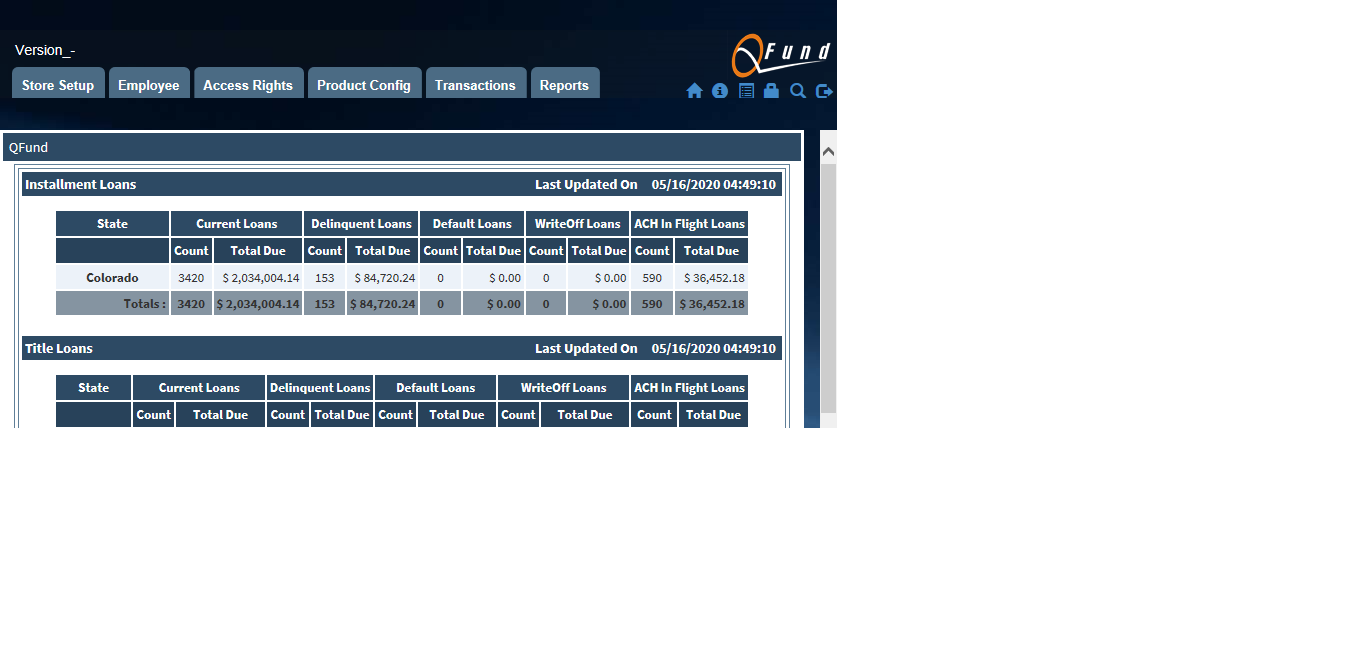 Version_-
QFund
Store Setup Employee Access Rights Product Config Transactions Reports
QFund
Installment Loans Last Updated On 05/16/2020 04:49:10
State Current Loans Delinquent Loans Default Loans WriteOff Loans ACH In Flight Loans
Count Total Due Count Total Due Count Total Due Count Total Due Count Total Due
Colorado 3420 $ 2,034,004.14 153 $ 84,720.24 0 $ 0.00 0 $ 0.00 590 $ 36,452.18
Totals : 3420 $ 2,034,004.14 153 $ 84,720.24 0 $ 0.00 0 $ 0.00 590 $ 36,452.18
Title Loans Last Updated On 05/16/2020 04:49:10
State Current Loans Delinquent Loans Default Loans WriteOff Loans ACH In Flight Loans
Count Total Due Count Total Due Count Total Due Count Total Due Count Total Due